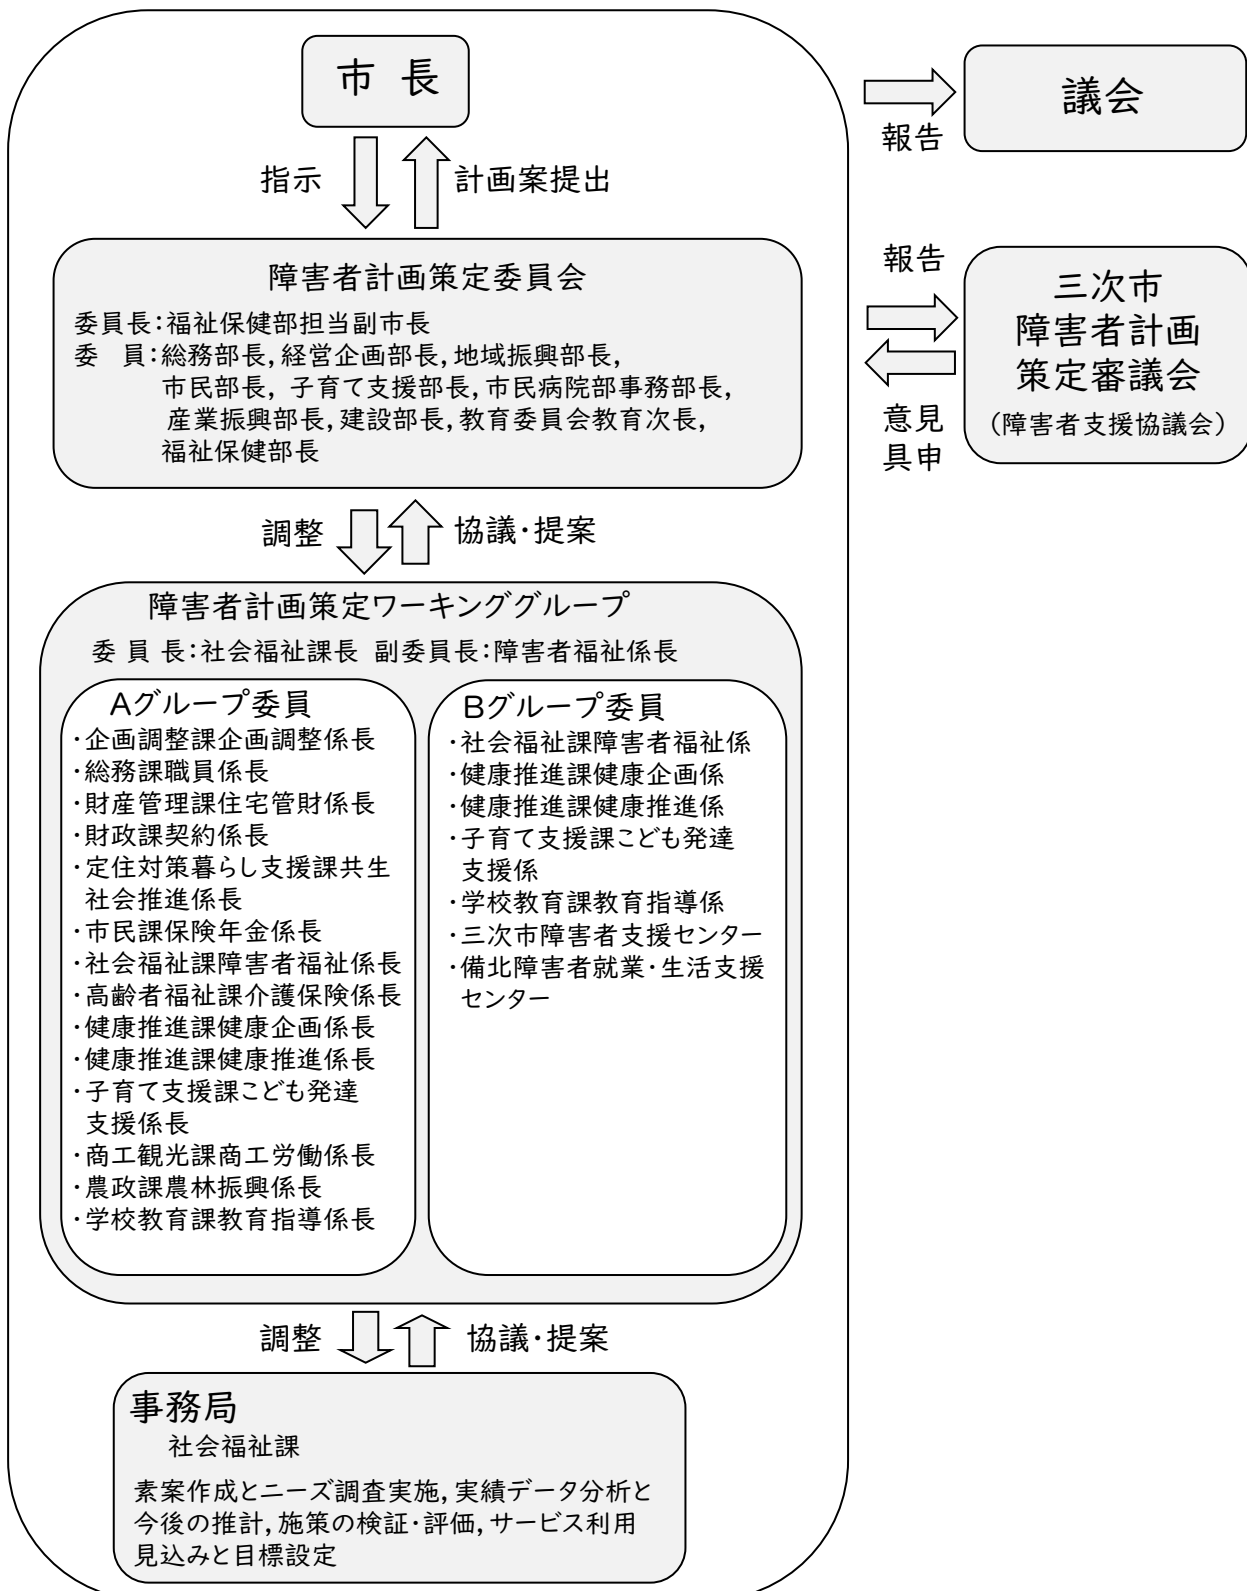 市 長
指示
計画案提出
障害者計画策定委員会
委員長:福祉保健部担当副市長
委 員:総務部長,経営企画部長,地域振興部長,
市民部長, 子育て支援部長,市民病院部事務部長,
産業振興部長,建設部長,教育委員会教育次長,
福祉保健部長
調整
協議・提案
障害者計画策定ワーキンググループ
委 員 長:社会福祉課長 副委員長:障害者福祉係長
Aグループ委員
・企画調整課企画調整係長
・総務課職員係長
・財産管理課住宅管財係長
・財政課契約係長
・定住対策暮らし支援課共生
社会推進係長
・市民課保険年金係長
・社会福祉課障害者福祉係長
・高齢者福祉課介護保険係長
・健康推進課健康企画係長
・健康推進課健康推進係長
・子育て支援課こども発達
支援係長
・商工観光課商工労働係長
・農政課農林振興係長
・学校教育課教育指導係長
Bグループ委員
・社会福祉課障害者福祉係
・健康推進課健康企画係
・健康推進課健康推進係
・子育て支援課こども発達
支援係
・学校教育課教育指導係
・三次市障害者支援センター
・備北障害者就業・生活支援
センター
調整
協議・提案
事務局
社会福祉課
素案作成とニーズ調査実施,実績データ分析と
今後の推計,施策の検証・評価,サービス利用
見込みと目標設定
報告
議会
報告
意見
具申
三次市
障害者計画
策定審議会
(障害者支援協議会)